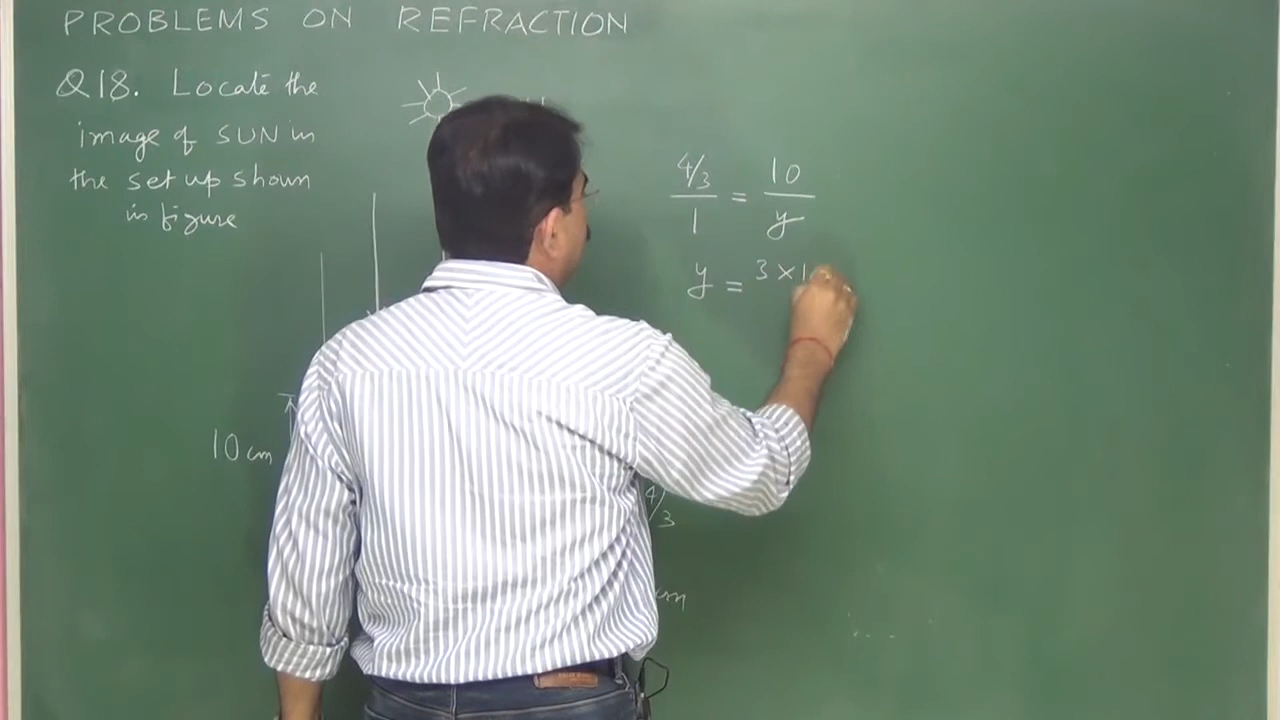 PROBLEMS ON REFRACTION
Q18. Locate the
image of SUN in
the set up shown
in figure
4/3
1
=
10
y
y = 3 × 1
10 cm
4/3
cm